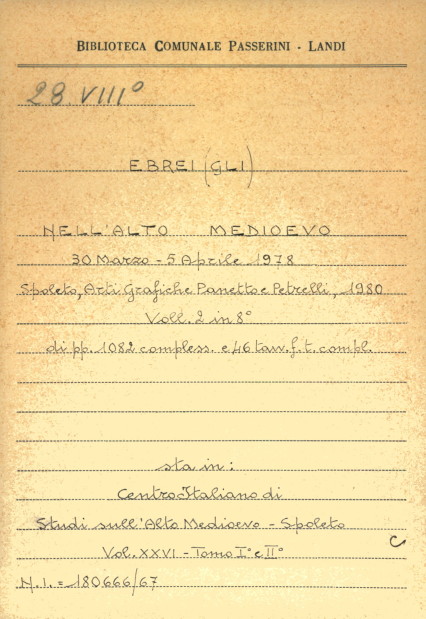 BIBLIOTECA COMUNALE PASSERINI - LANDI
28. VIII°
EBREI (GLI)
NELL'ALTO MEDIOEVO
30 Marzo - 5 Aprile 1978
Spoleto, Arti Grafiche Panetto e Petrelli, 1980
Voll. 2 in 8°
di pp. 1082 compless. e 46 tavv. f. t. compl.
sta in:
Centro Italiano di
Studi sull'Alto Medioevo - Spoleto
Vol. XXVI - Tomo I° e II°
N.I. = 180666/67